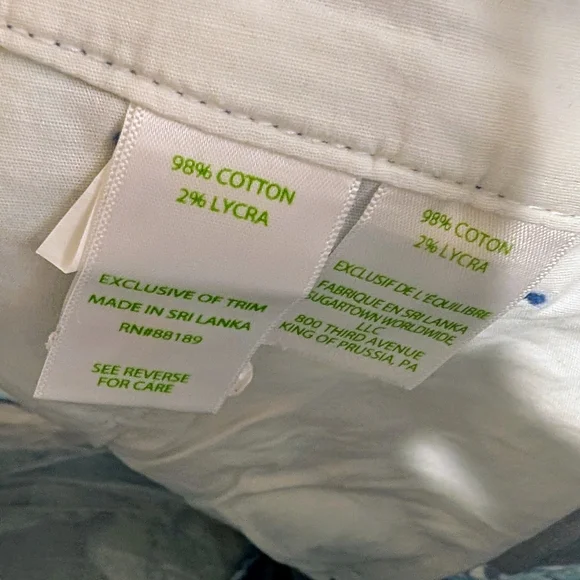 98% COTTON
2% LYCRA
EXCLUSIVE OF TRIM
MADE IN SRI LANKA
RN#88189
SEE REVERSE
FOR CARE
98% COTON
2% LYCRA
EXCLUSIF DE L'ÉQUILIBRE
FABRIQUE EN SRI LANKA
SUGARTOWN WORLDWIDE
LLC
800 THIRD AVENUE
KING OF PRUSSIA, PA